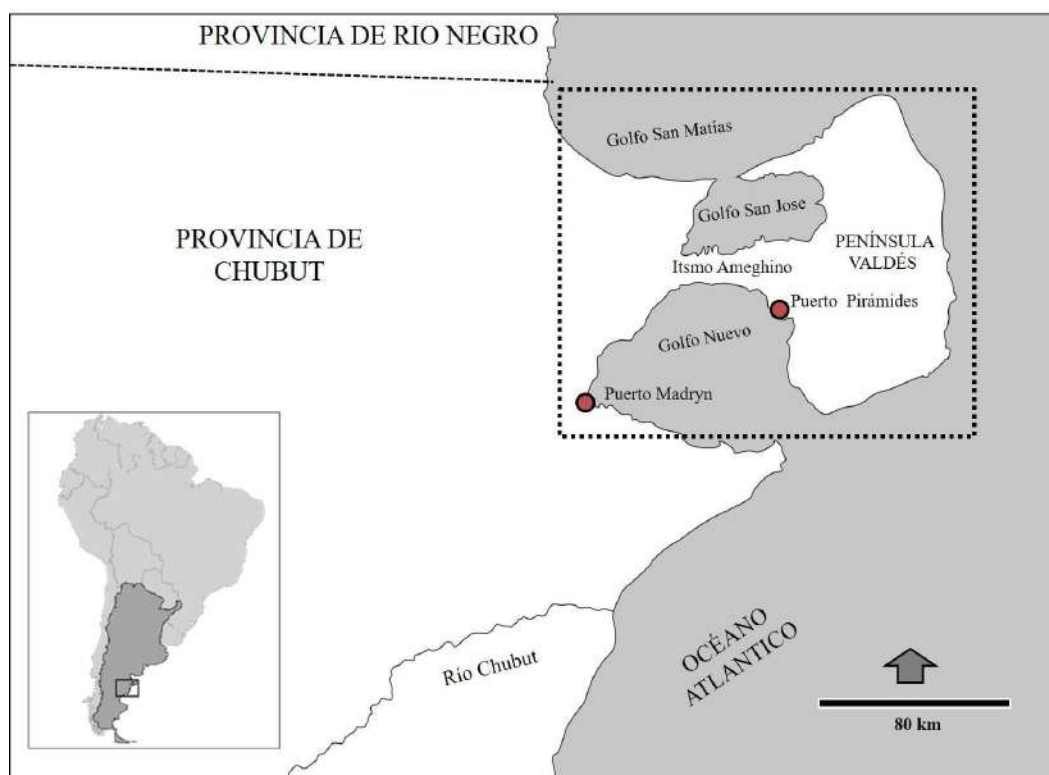 PROVINCIA DE RIO NEGRO
Golfo San Matías
Golfo San Jose
PROVINCIA DE
CHUBUT
PENÍNSULA
VALDÉS
Itsmo Ameghino
Puerto Pirámides
Golfo Nuevo
Puerto Madryn
Río Chubut
OCÉANO
ATLANTICO
80 km